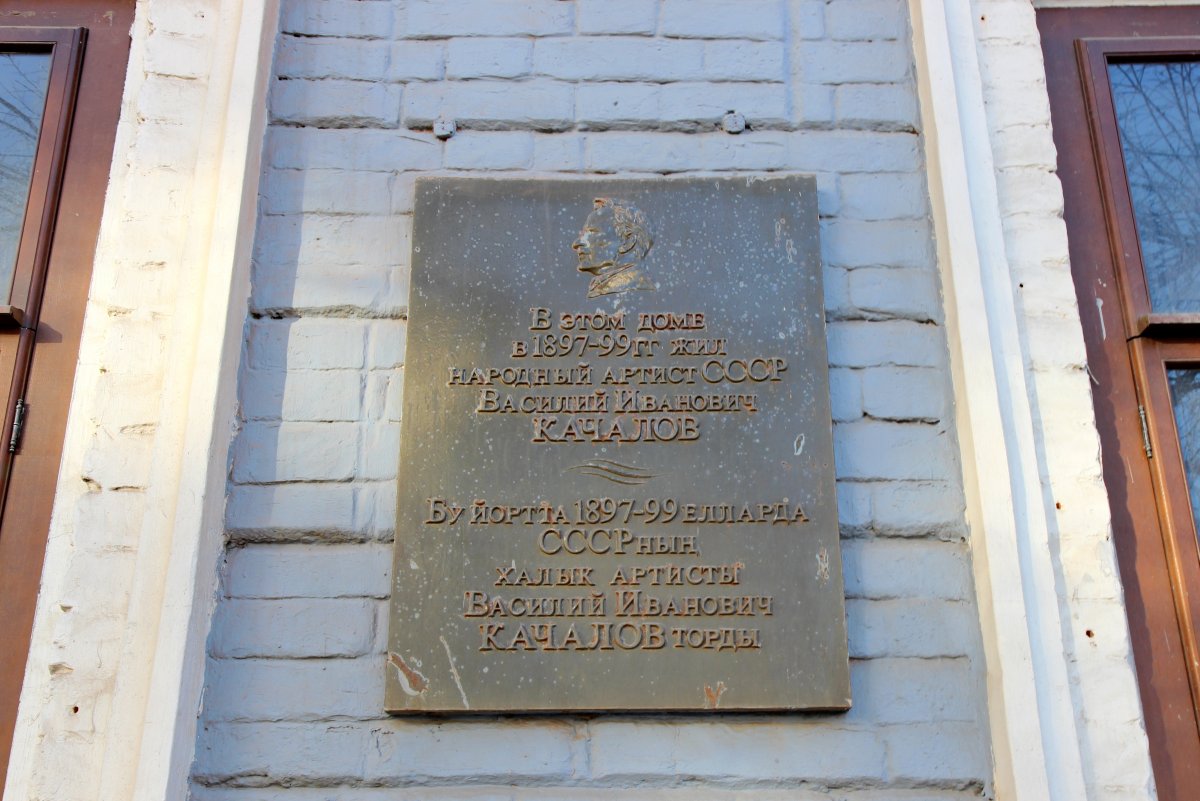 В ЭТОМ ДОМЕ
В 1897-99ГГ ЖИЛ
НАРОДНЫЙ АРТИСТ СССР
ВАСИЛИЙ ИВАНОВИЧ
КАЧАЛОВ
БУ ЙОРТТА 1897-99 ЕЛЛАРДА
СССРНЫҢ
ХАЛЫК АРТИСТЫ
ВАСИЛИЙ ИВАНОВИЧ
КАЧАЛОВ ТОРДЫ